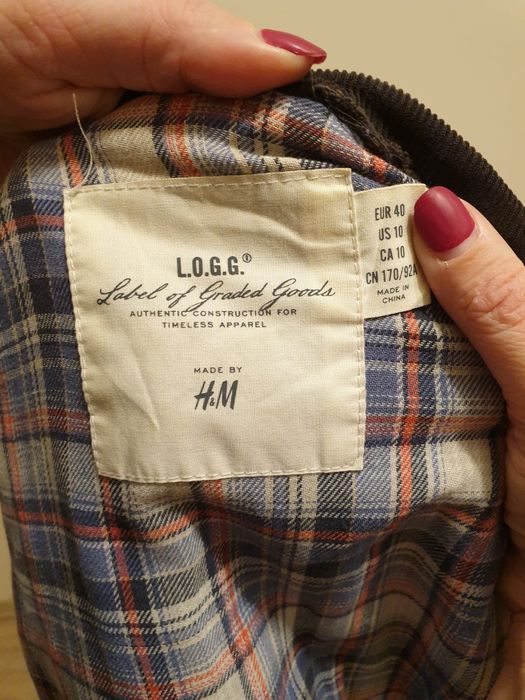 L.O.G.G.®
Label of Graded Goods
AUTHENTIC CONSTRUCTION FOR
TIMELESS APPAREL
MADE BY
H&M
EUR 40
US 10
CA 10
CN 170/92A
MADE IN
CHINA